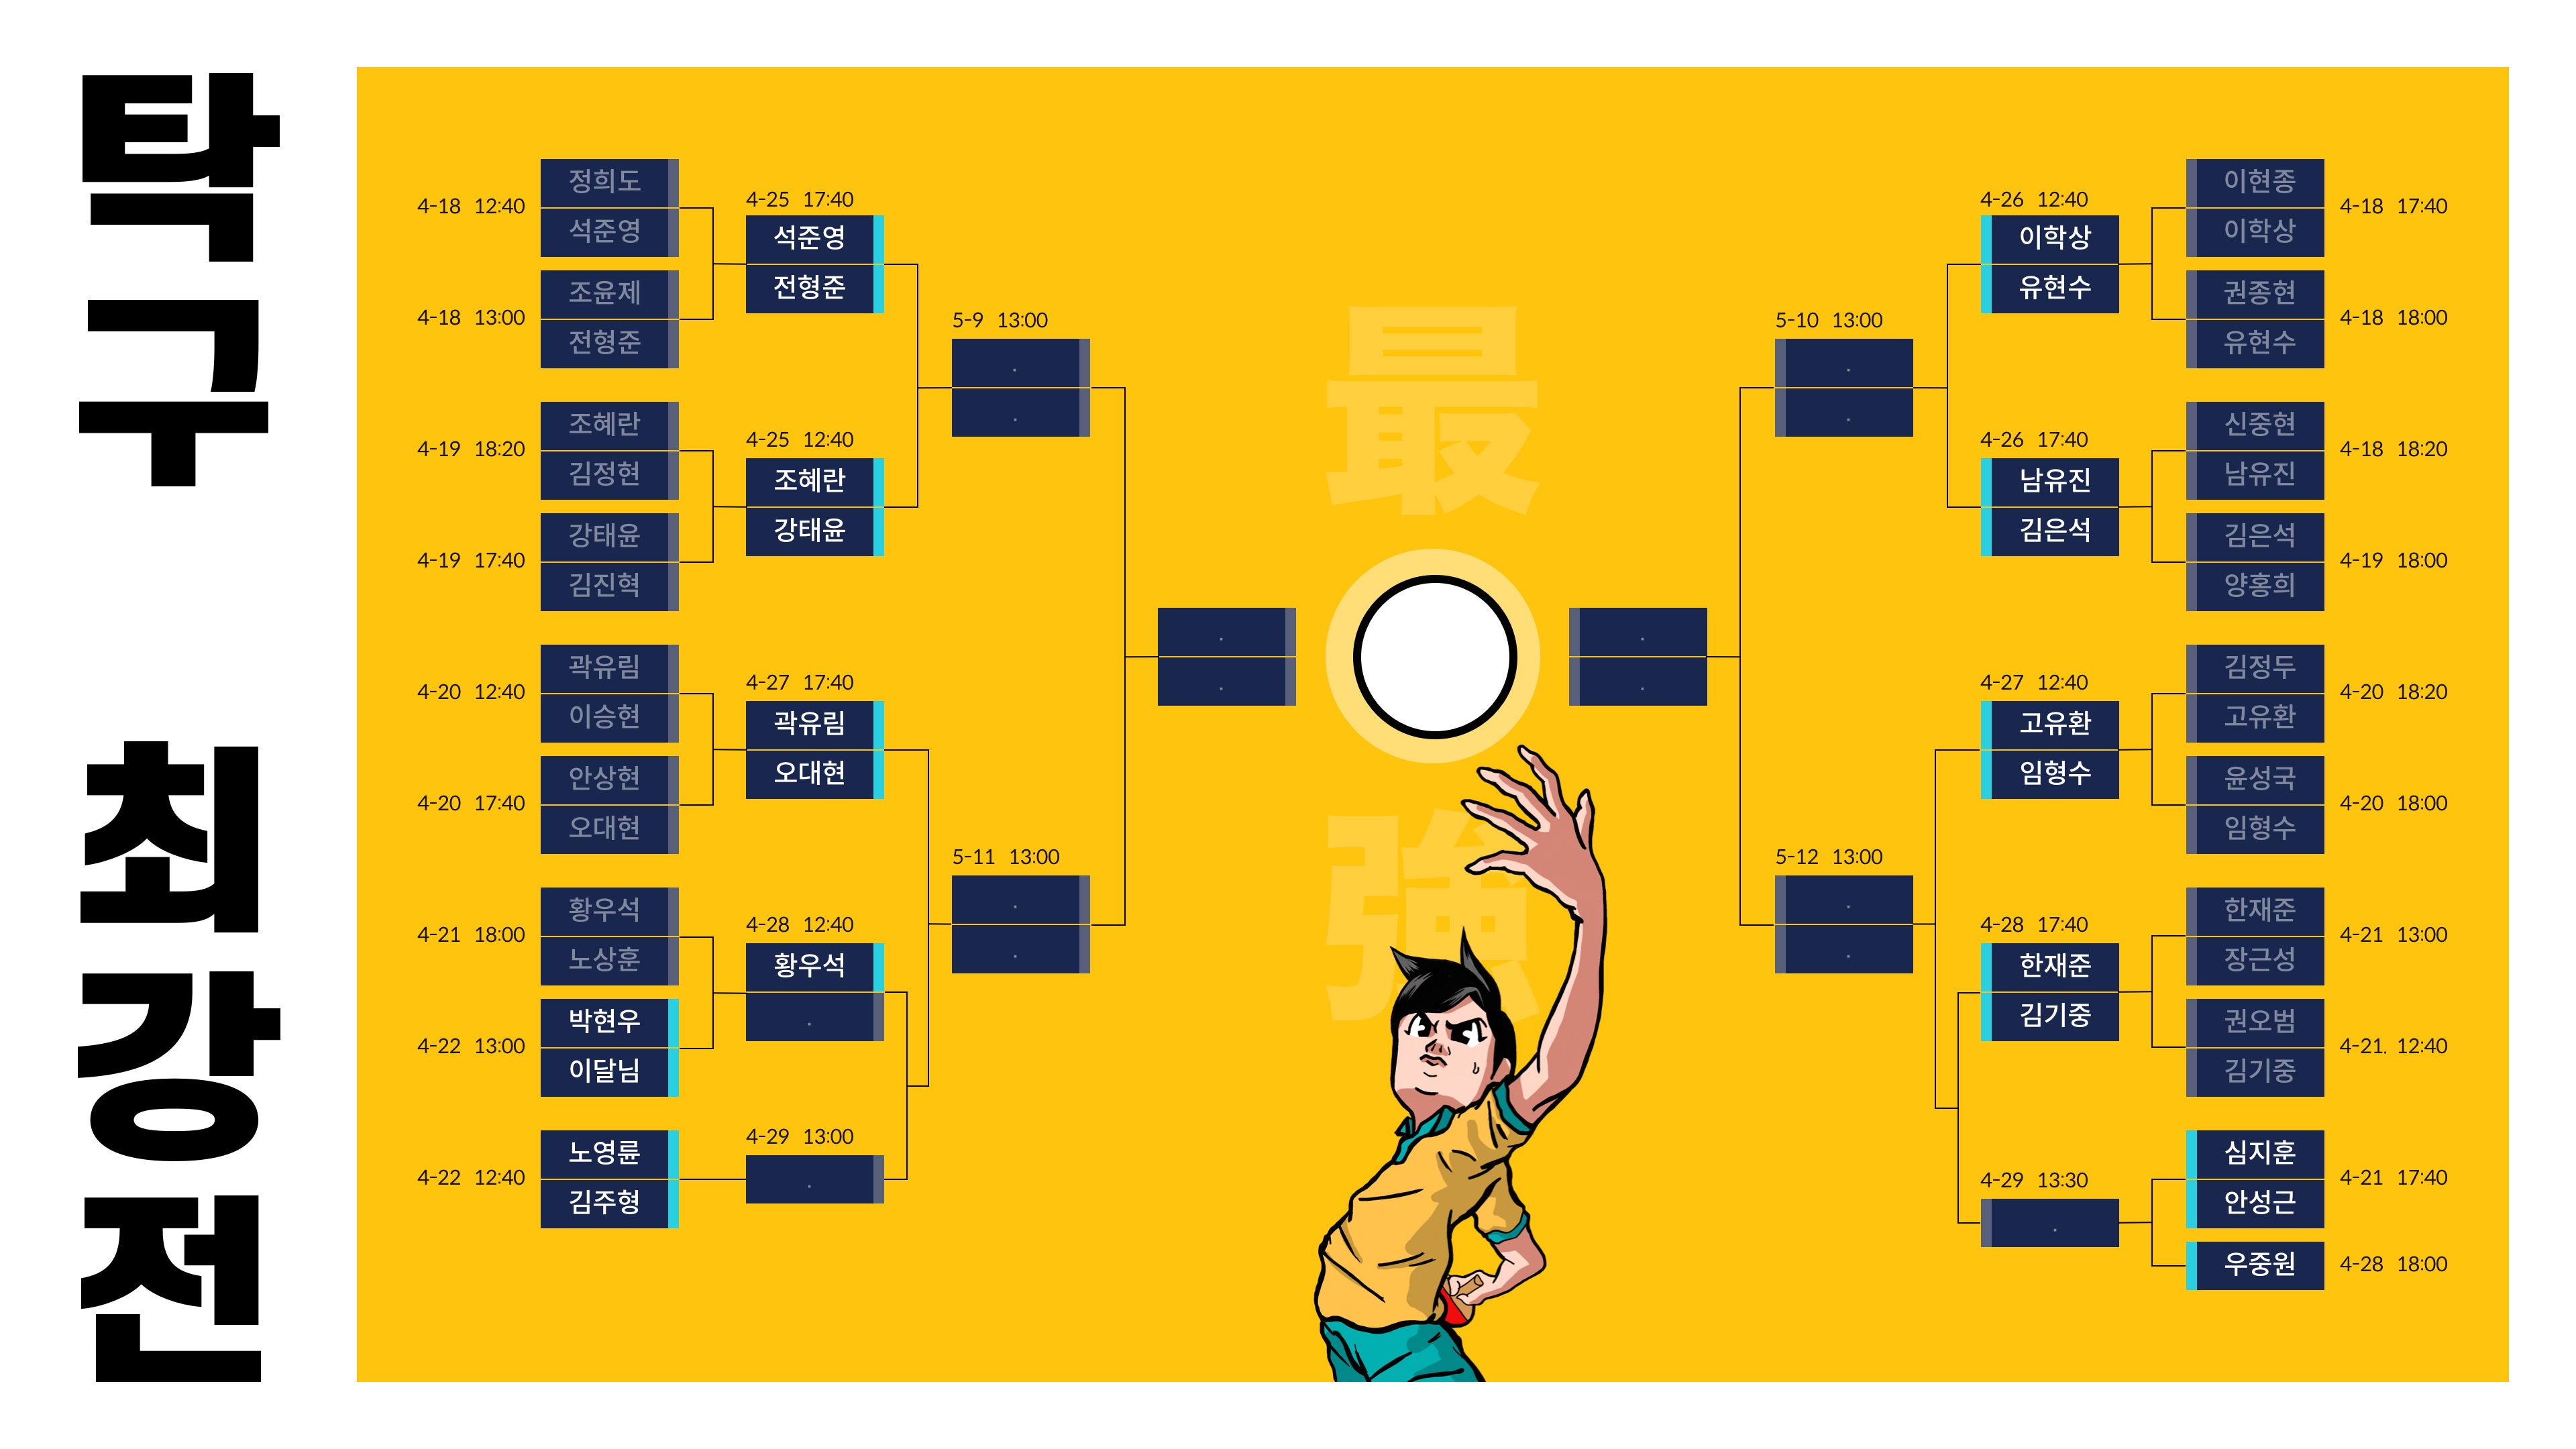 탁구 최강전
4-18 12:40
정희도
석준영
4-18 13:00
조윤제
전형준
4-19 18:20
조혜란
김정현
4-19 17:40
강태윤
김진혁
4-20 12:40
곽유림
이승현
4-20 17:40
안상현
오대현
4-21 18:00
황우석
노상훈
4-22 13:00
박현우
이달님
4-22 12:40
노영륜
김주형
4-25 17:40
석준영
전형준
4-25 12:40
조혜란
강태윤
4-27 17:40
곽유림
오대현
4-28 12:40
황우석
.
4-29 13:00
.
5-9 13:00
.
.
5-11 13:00
.
.
.
.
最
強
.
.
5-10 13:00
.
.
5-12 13:00
.
.
4-26 12:40
이학상
유현수
4-26 17:40
남유진
김은석
4-27 12:40
고유환
임형수
4-28 17:40
한재준
김기중
4-29 13:30
.
이현종
이학상
4-18 17:40
권종현
유현수
4-18 18:00
신중현
남유진
4-18 18:20
김은석
양홍희
4-19 18:00
김정두
고유환
4-20 18:20
윤성국
임형수
4-20 18:00
한재준
장근성
4-21 13:00
권오범
김기중
4-21. 12:40
심지훈
안성근
4-21 17:40
우중원
4-28 18:00